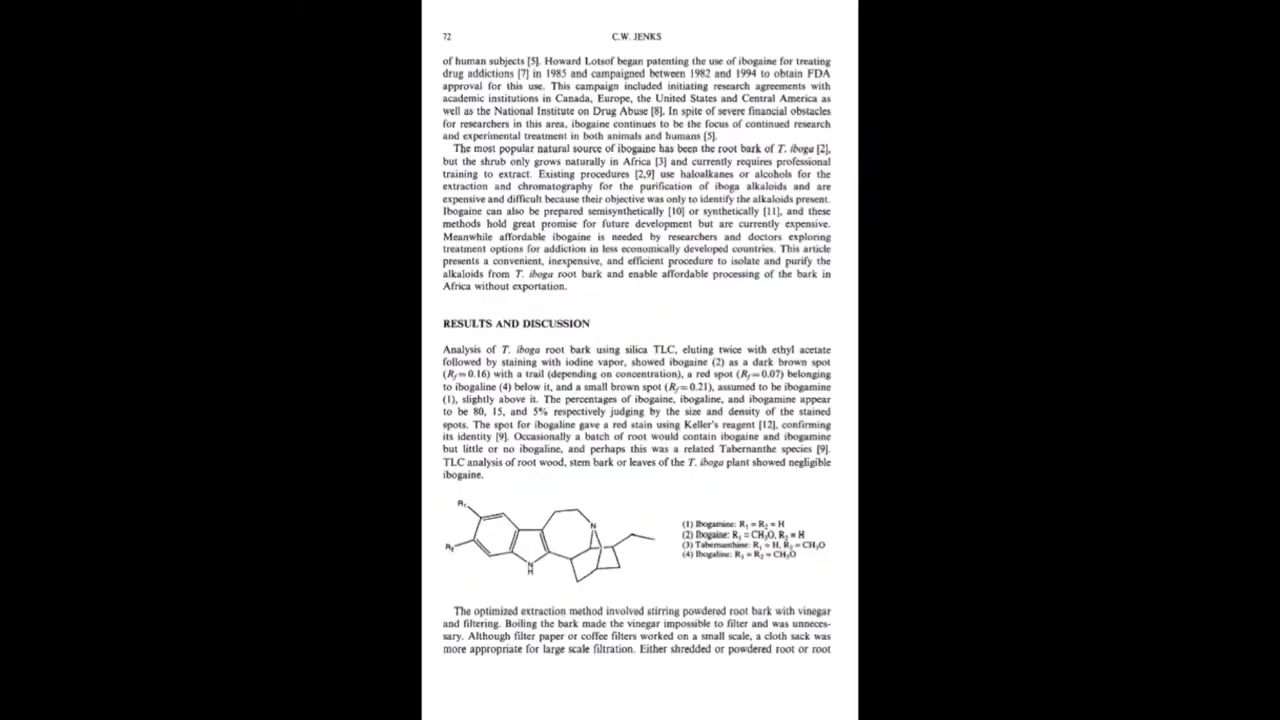 72
C.W. JENKS
of human subjects [5]. Howard Lotsof began patenting the use of ibogaine for treating
drug addictions [7] in 1985 and campaigned between 1982 and 1994 to obtain FDA
approval for this use. This campaign included initiating research agreements with
academic institutions in Canada, Europe, the United States and Central America as
well as the National Institute on Drug Abuse [8]. In spite of severe financial obstacles
for researchers in this area, ibogaine continues to be the focus of continued research
and experimental treatment in both animals and humans [5].
The most popular natural source of ibogaine has been the root bark of T. iboga [2],
but the shrub only grows naturally in Africa [3] and currently requires professional
training to extract. Existing procedures [2,9] use haloalkanes or alcohols for the
extraction and chromatography for the purification of iboga alkaloids and are
expensive and difficult because their objective was only to identify the alkaloids present.
Ibogaine can also be prepared semisynthetically [10] or synthetically [11], and these
methods hold great promise for future development but are currently expensive.
Meanwhile affordable ibogaine is needed by researchers and doctors exploring
treatment options for addiction in less economically developed countries. This article
presents a convenient, inexpensive, and efficient procedure to isolate and purify the
alkaloids from T. iboga root bark and enable affordable processing of the bark in
Africa without exportation.
RESULTS AND DISCUSSION
Analysis of T. iboga root bark using silica TLC, eluting twice with ethyl acetate
followed by staining with iodine vapor, showed ibogaine (2) as a dark brown spot
(Rf=0.16) with a trail (depending on concentration), a red spot (Rf=0.07) belonging
to ibogaline (4) below it, and a small brown spot (Rf=0.21), assumed to be ibogamine
(1), slightly above it. The percentages of ibogaine, ibogaline, and ibogamine appear
to be 80, 15, and 5% respectively judging by the size and density of the stained
spots. The spot for ibogaline gave a red stain using Keller's reagent [12], confirming
its identity [9]. Occasionally a batch of root would contain ibogaine and ibogamine
but little or no ibogaline, and perhaps this was a related Tabernanthe species [9].
TLC analysis of root wood, stem bark or leaves of the T. iboga plant showed negligible
ibogaine.
R₁
R₂
N
N
H
(1) Ibogamine: R₁ = R₂ = H
(2) Ibogaine: R₁ = CH₃O, R₂ = H
(3) Tabernanthine: R₁ = H, R₂ = CH₃O
(4) Ibogaline: R₁ = R₂ = CH₃O
The optimized extraction method involved stirring powdered root bark with vinegar
and filtering. Boiling the bark made the vinegar impossible to filter and was unneces-
sary. Although filter paper or coffee filters worked on a small scale, a cloth sack was
more appropriate for large scale filtration. Either shredded or powdered root or root